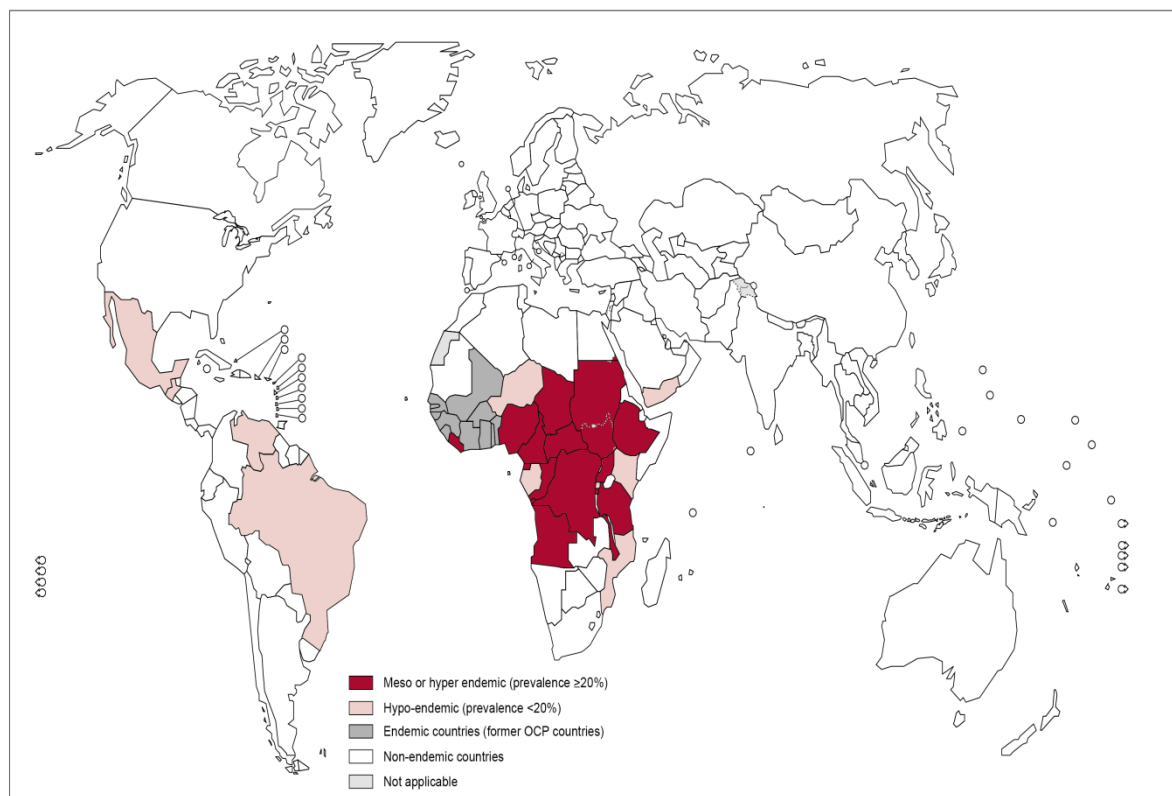 Meso or hyper endemic (prevalence ≥20%)
Hypo-endemic (prevalence <20%)
Endemic countries (former OCP countries)
Non-endemic countries
Not applicable